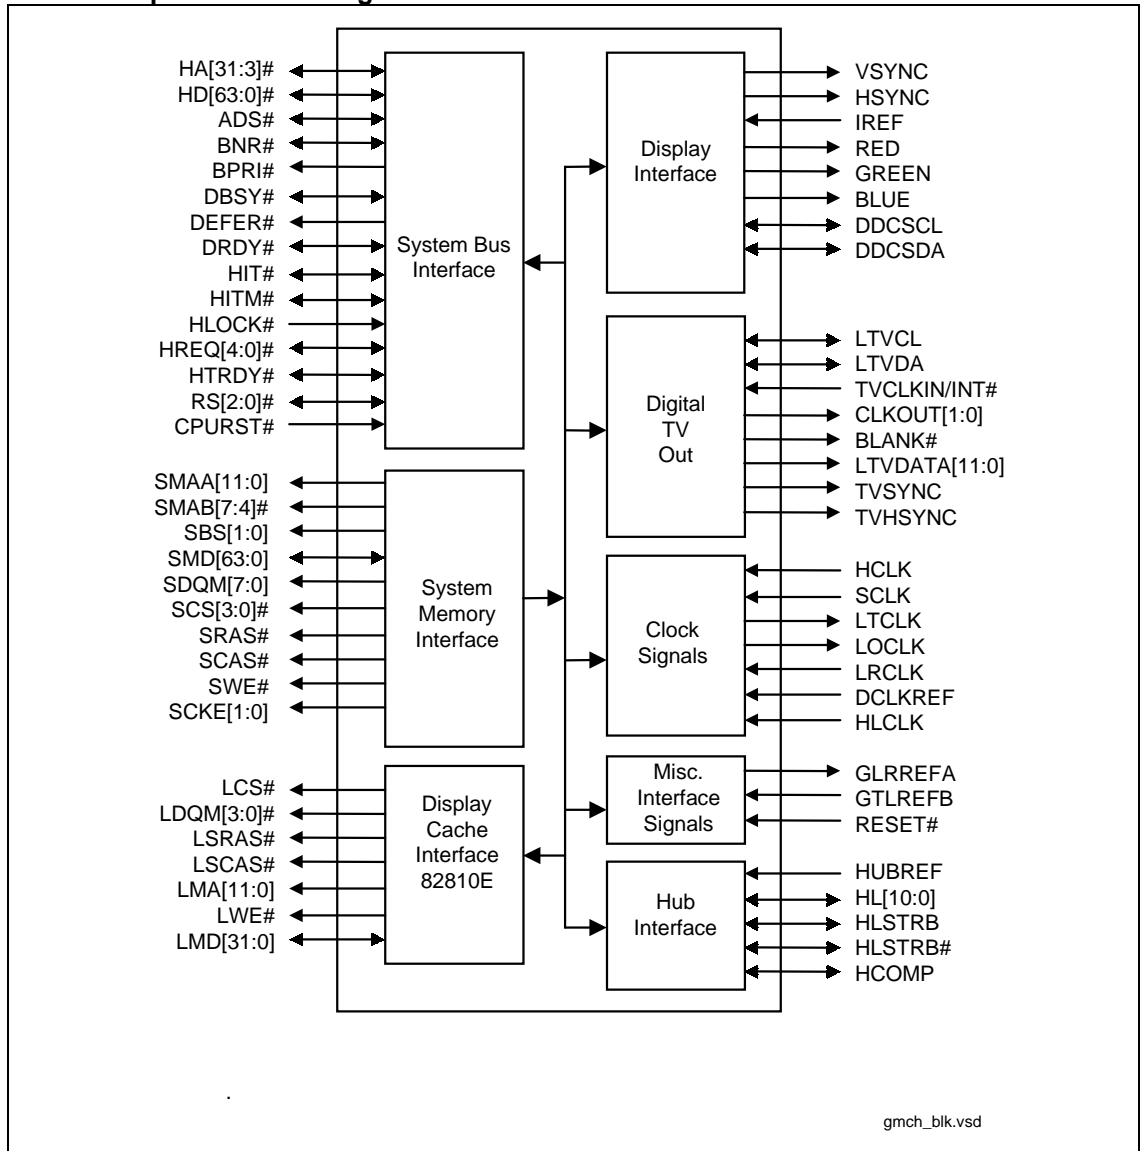 HA[31:3]#
HD[63:0]#
ADS#
BNR#
BPRI#
DBSY#
DEFER#
DRDY#
HIT#
HITM#
HLOCK#
HREQ[4:0]#
HTRDY#
RS[2:0]#
CPURST#
System Bus
Interface
SMAA[11:0]
SMAB[7:4]#
SBS[1:0]
SMD[63:0]
SDQM[7:0]
SCS[3:0]#
SRAS#
SCAS#
SWE#
SCKE[1:0]
System
Memory
Interface
LCS#
LDQM[3:0]#
LSRAS#
LSCAS#
LMA[11:0]
LWE#
LMD[31:0]
Display
Cache
Interface
82810E
Display
Interface
VSYNC
HSYNC
IREF
RED
GREEN
BLUE
DDCSCL
DDCSDA
Digital
TV
Out
LTVCL
LTVDA
TVCLKIN/INT#
CLKOUT[1:0]
BLANK#
LTVDATA[11:0]
TVSYNC
TVHSYNC
Clock
Signals
HCLK
SCLK
LTCLK
LOCLK
LRCLK
DCLKREF
HLCLK
Misc.
Interface
Signals
GLRREFA
GTLREFB
RESET#
Hub
Interface
HUBREF
HL[10:0]
HLSTRB
HLSTRB#
HCOMP
.
gmch_blk.vsd